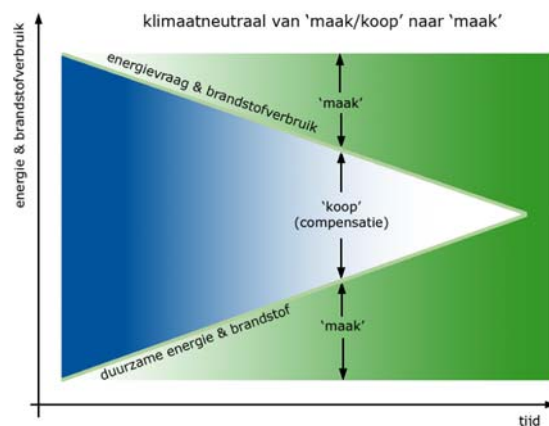 klimaatneutraal van ‘maak/koop’ naar ‘maak’
energie & brandstofverbruik
energievraag & brandstofverbruik
‘maak’
‘koop’
(compensatie)
‘maak’
duurzame energie & brandstof
tijd